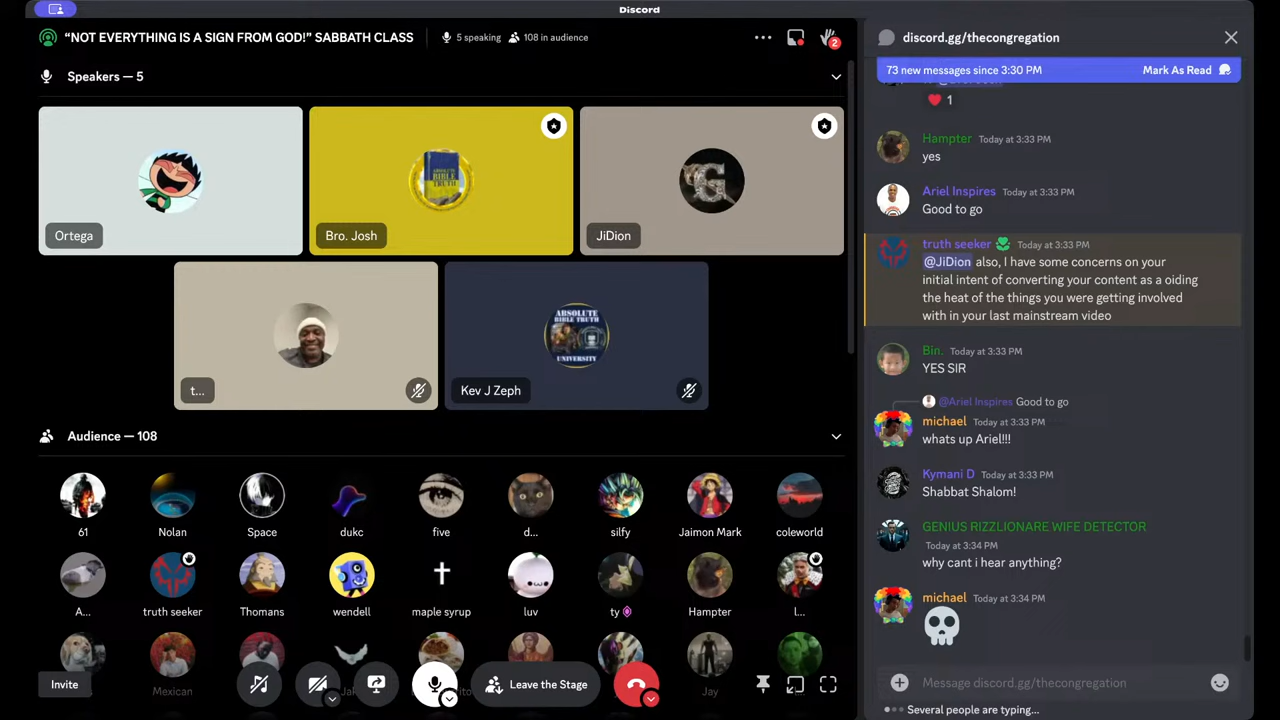 Discord
“NOT EVERYTHING IS A SIGN FROM GOD!” SABBATH CLASS
5 speaking
108 in audience
2
Speakers — 5
Ortega
ABSOLUTE
BIBLE
TRUTH
Bro. Josh
G
JiDion
t...
ABSOLUTE
BIBLE TRUTH
UNIVERSITY
Kev J Zeph
Audience — 108
61
Nolan
Space
dukc
five
d...
silfy
Jaimon Mark
coleworld
A...
truth seeker
Thomans
wendell
maple syrup
luv
ty
Hampter
l...
Mexican
Jay
Invite
Leave the Stage
discord.gg/thecongregation
73 new messages since 3:30 PM
Mark As Read
1
Hampter Today at 3:33 PM
yes
Ariel Inspires Today at 3:33 PM
Good to go
truth seeker Today at 3:33 PM
@JiDion also, I have some concerns on your
initial intent of converting your content as a oiding
the heat of the things you were getting involved
with in your last mainstream video
Bin. Today at 3:33 PM
YES SIR
@Ariel Inspires Good to go
michael Today at 3:33 PM
whats up Ariel!!!
Kymani D Today at 3:33 PM
Shabbat Shalom!
GENIUS RIZZLIONARE WIFE DETECTOR
Today at 3:34 PM
why cant i hear anything?
michael Today at 3:34 PM
Message discord.gg/thecongregation
Several people are typing...